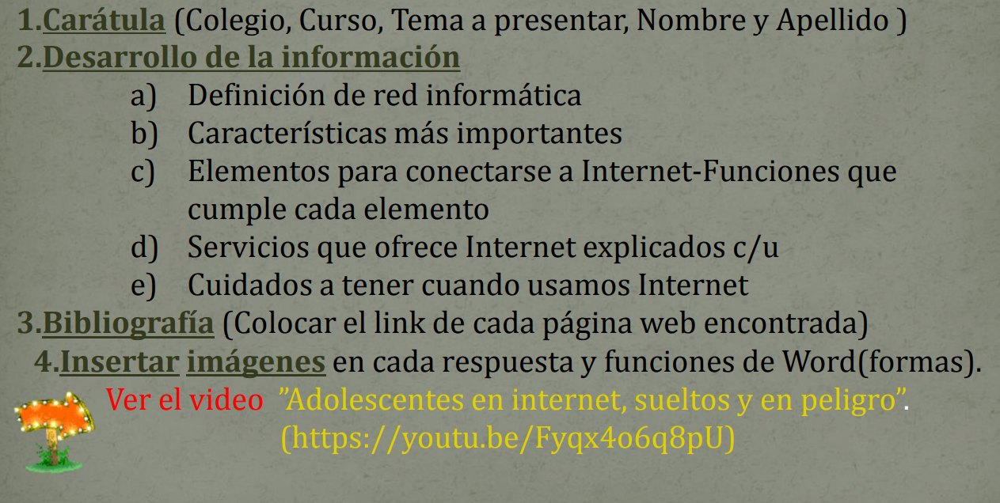 1.Carátula (Colegio, Curso, Tema a presentar, Nombre y Apellido )
2.Desarrollo de la información
a) Definición de red informática
b) Características más importantes
c) Elementos para conectarse a Internet-Funciones que
cumple cada elemento
d) Servicios que ofrece Internet explicados c/u
e) Cuidados a tener cuando usamos Internet
3.Bibliografía (Colocar el link de cada página web encontrada)
4.Insertar imágenes en cada respuesta y funciones de Word(formas).
Ver el video ”Adolescentes en internet, sueltos y en peligro”.
(https://youtu.be/Fyqx4o6q8pU)